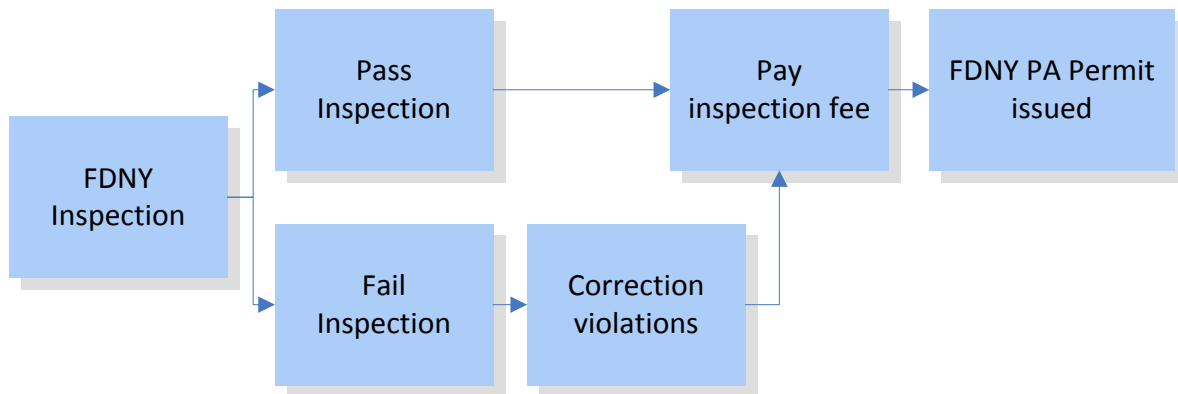 Pass
Inspection
Pay
inspection fee
FDNY PA Permit
issued
FDNY
Inspection
Fail
Inspection
Correction
violations